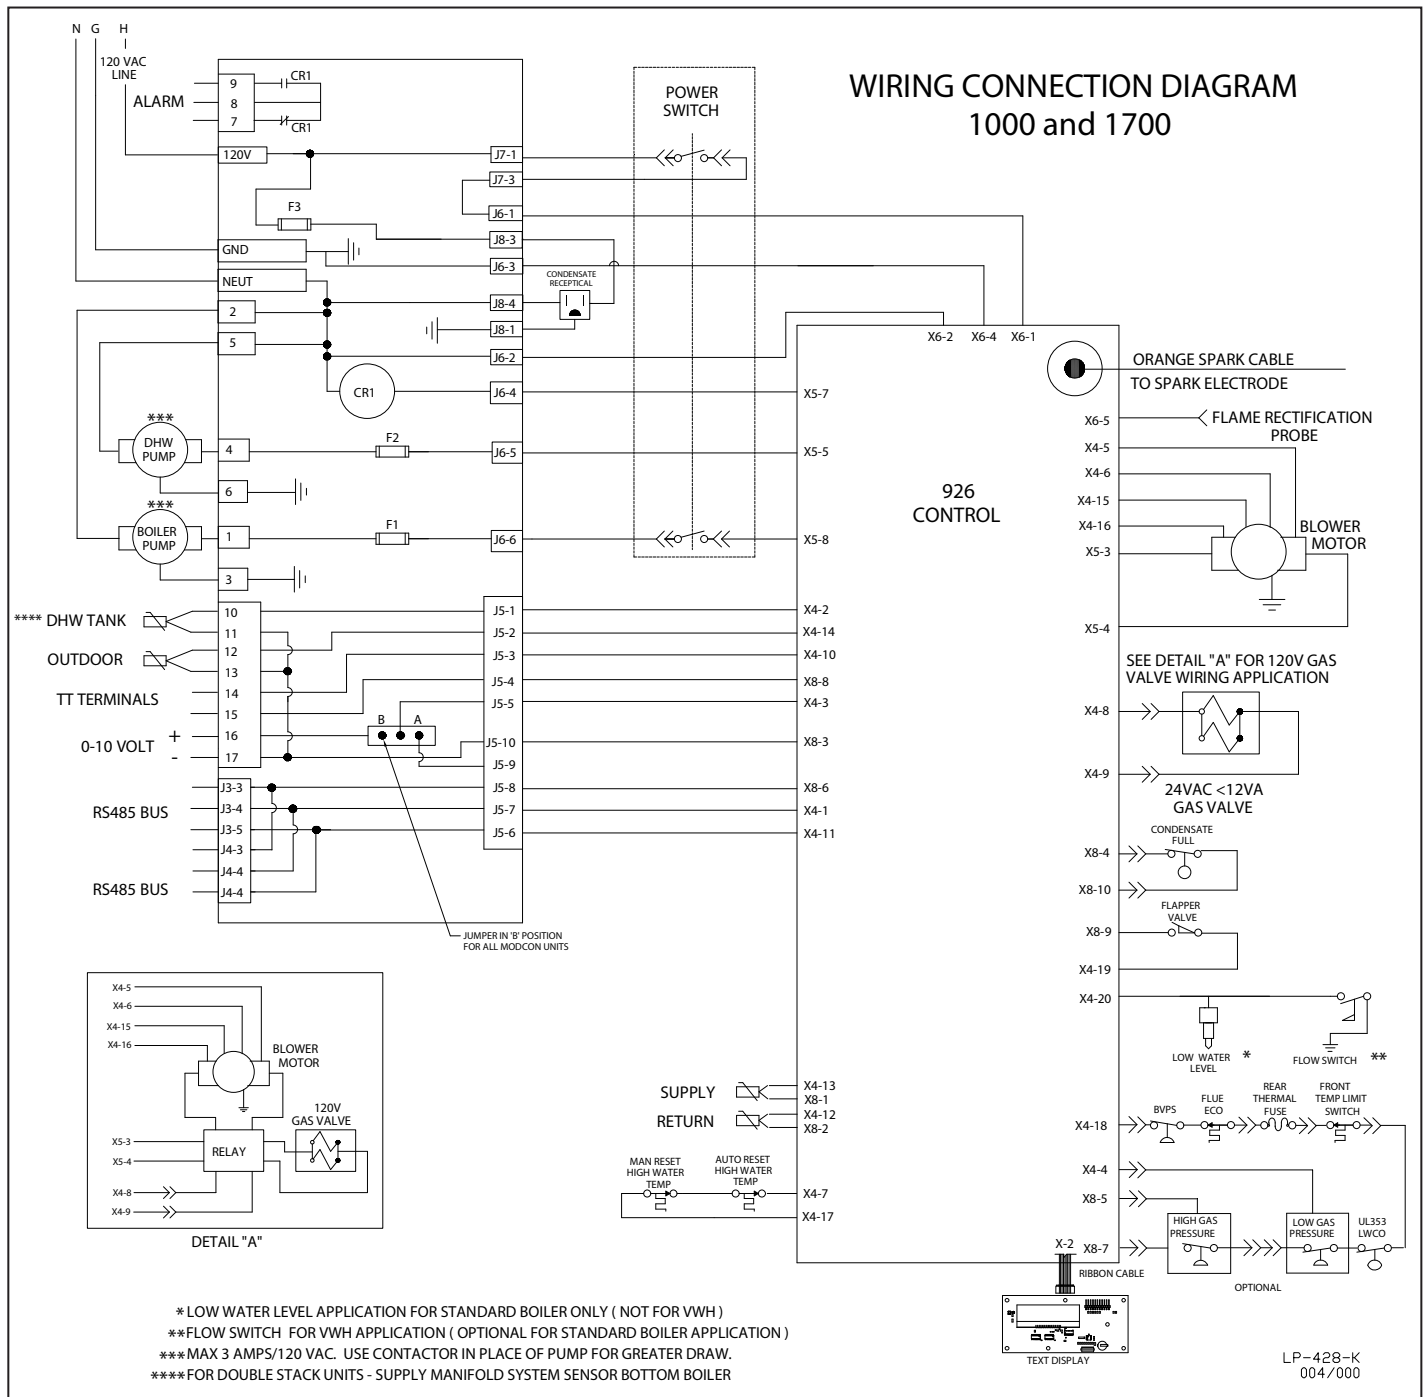 WIRING CONNECTION DIAGRAM
1000 and 1700
N G H
120 VAC
LINE
ALARM
9
8
7
CR1
CR1
120V
F3
GND
NEUT
2
5
CR1
J7-1
J7-3
J6-1
J8-3
J6-3
J8-4
J8-1
J6-2
J6-4
CONDENSATE
RECEPTICAL
POWER
SWITCH
***
DHW
PUMP
4
F2
J6-5
6
***
BOILER
PUMP
1
F1
J6-6
3
**** DHW TANK
OUTDOOR
TT TERMINALS
0-10 VOLT
+
-
10
11
12
13
14
15
16
17
B A
J5-1
J5-2
J5-3
J5-4
J5-5
J5-10
J5-9
J5-8
J5-7
J5-6
RS485 BUS
RS485 BUS
J3-3
J3-4
J3-5
J4-3
J4-4
J4-4
JUMPER IN 'B' POSITION
FOR ALL MODCON UNITS
X6-2 X6-4 X6-1
X5-7
X5-5
926
CONTROL
X5-8
X4-2
X4-14
X4-10
X8-8
X4-3
X8-3
X8-6
X4-1
X4-11
ORANGE SPARK CABLE
TO SPARK ELECTRODE
X6-5
FLAME RECTIFICATION
PROBE
X4-5
X4-6
X4-15
X4-16
X5-3
BLOWER
MOTOR
X5-4
SEE DETAIL "A" FOR 120V GAS
VALVE WIRING APPLICATION
X4-8
X4-9
24VAC <12VA
GAS VALVE
CONDENSATE
FULL
X8-4
X8-10
FLAPPER
VALVE
X8-9
X4-19
X4-20
LOW WATER
LEVEL
*
FLOW SWITCH
**
X4-18
BVPS
FLUE
ECO
REAR
THERMAL
FUSE
FRONT
TEMP LIMIT
SWITCH
X4-4
X8-5
X8-7
HIGH GAS
PRESSURE
LOW GAS
PRESSURE
UL353
LWCO
OPTIONAL
SUPPLY
RETURN
X4-13
X8-1
X4-12
X8-2
MAN RESET
HIGH WATER
TEMP
AUTO RESET
HIGH WATER
TEMP
X4-7
X4-17
X-2
RIBBON CABLE
TEXT DISPLAY
X4-5
X4-6
X4-15
X4-16
BLOWER
MOTOR
120V
GAS VALVE
X5-3
X5-4
RELAY
X4-8
X4-9
DETAIL "A"
* LOW WATER LEVEL APPLICATION FOR STANDARD BOILER ONLY ( NOT FOR VWH )
**FLOW SWITCH FOR VWH APPLICATION ( OPTIONAL FOR STANDARD BOILER APPLICATION )
***MAX 3 AMPS/120 VAC. USE CONTACTOR IN PLACE OF PUMP FOR GREATER DRAW.
****FOR DOUBLE STACK UNITS - SUPPLY MANIFOLD SYSTEM SENSOR BOTTOM BOILER
LP-428-K
004/000